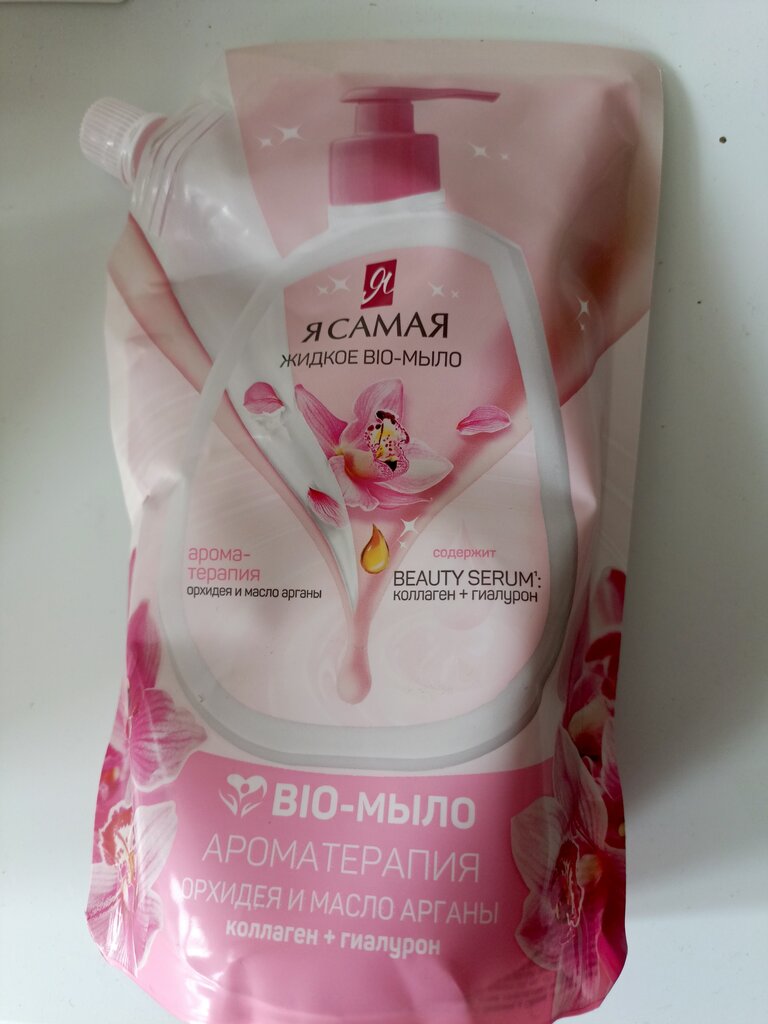 Я
Я САМАЯ
ЖИДКОЕ BIO-МЫЛО
арома-
терапия
орхидея и масло арганы
содержит
BEAUTY SERUM¹:
коллаген + гиалурон
BIO-МЫЛО
АРОМАТЕРАПИЯ
ОРХИДЕЯ И МАСЛО АРГАНЫ
коллаген + гиалурон